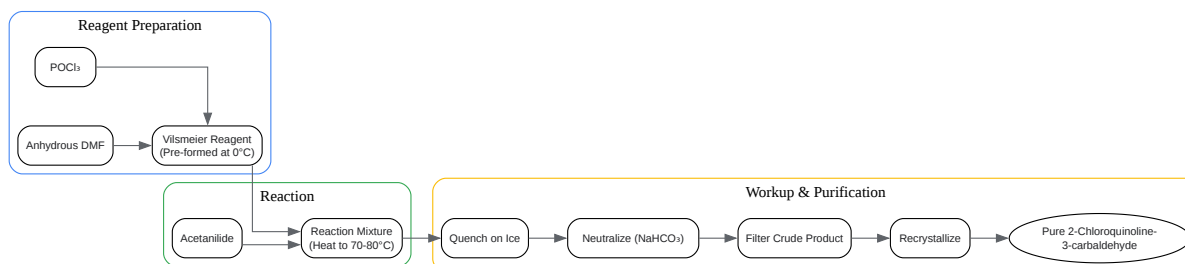 Reagent Preparation
POCl₃
Anhydrous DMF
Vilsmeier Reagent
(Pre-formed at 0°C)
Reaction
Acetanilide
Reaction Mixture
(Heat to 70-80°C)
Workup & Purification
Quench on Ice
Neutralize (NaHCO₃)
Filter Crude Product
Recrystallize
Pure 2-Chloroquinoline-
3-carbaldehyde